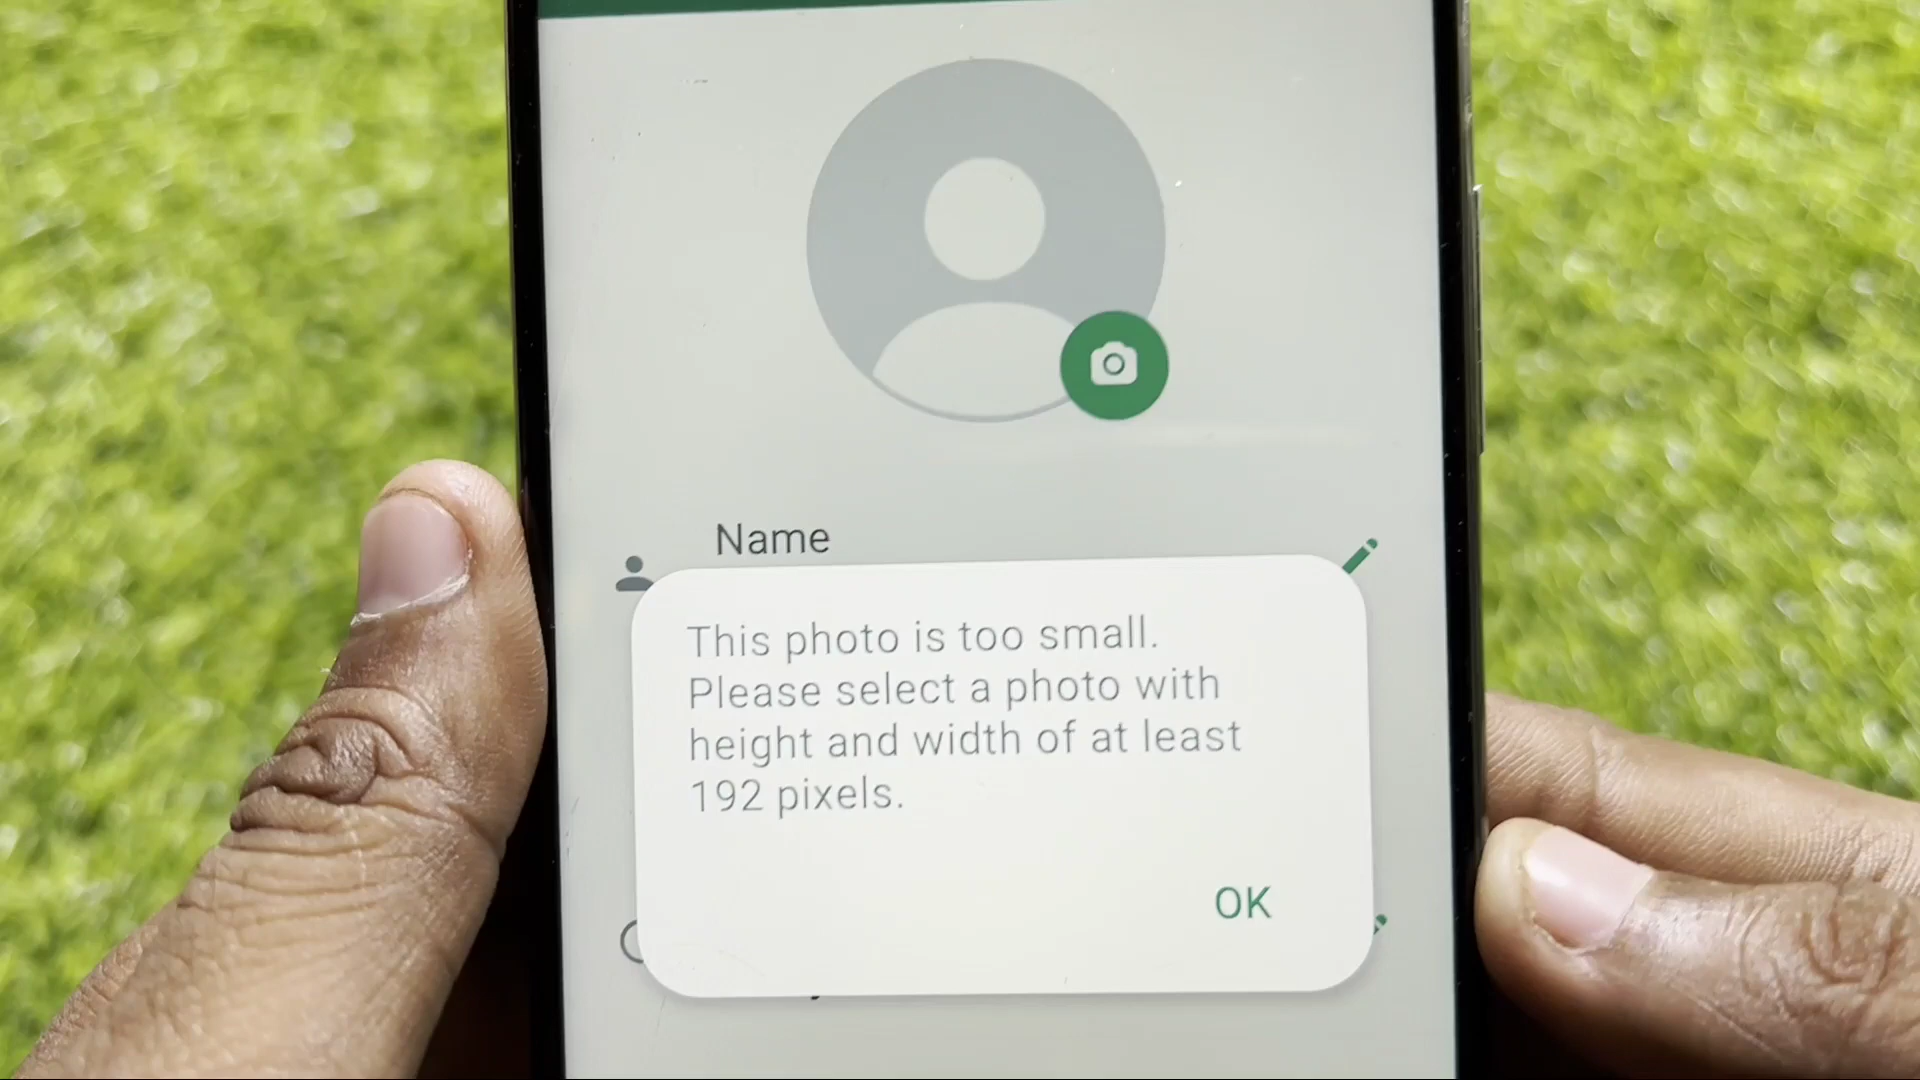 Name
This photo is too small.
Please select a photo with
height and width of at least
192 pixels.
OK